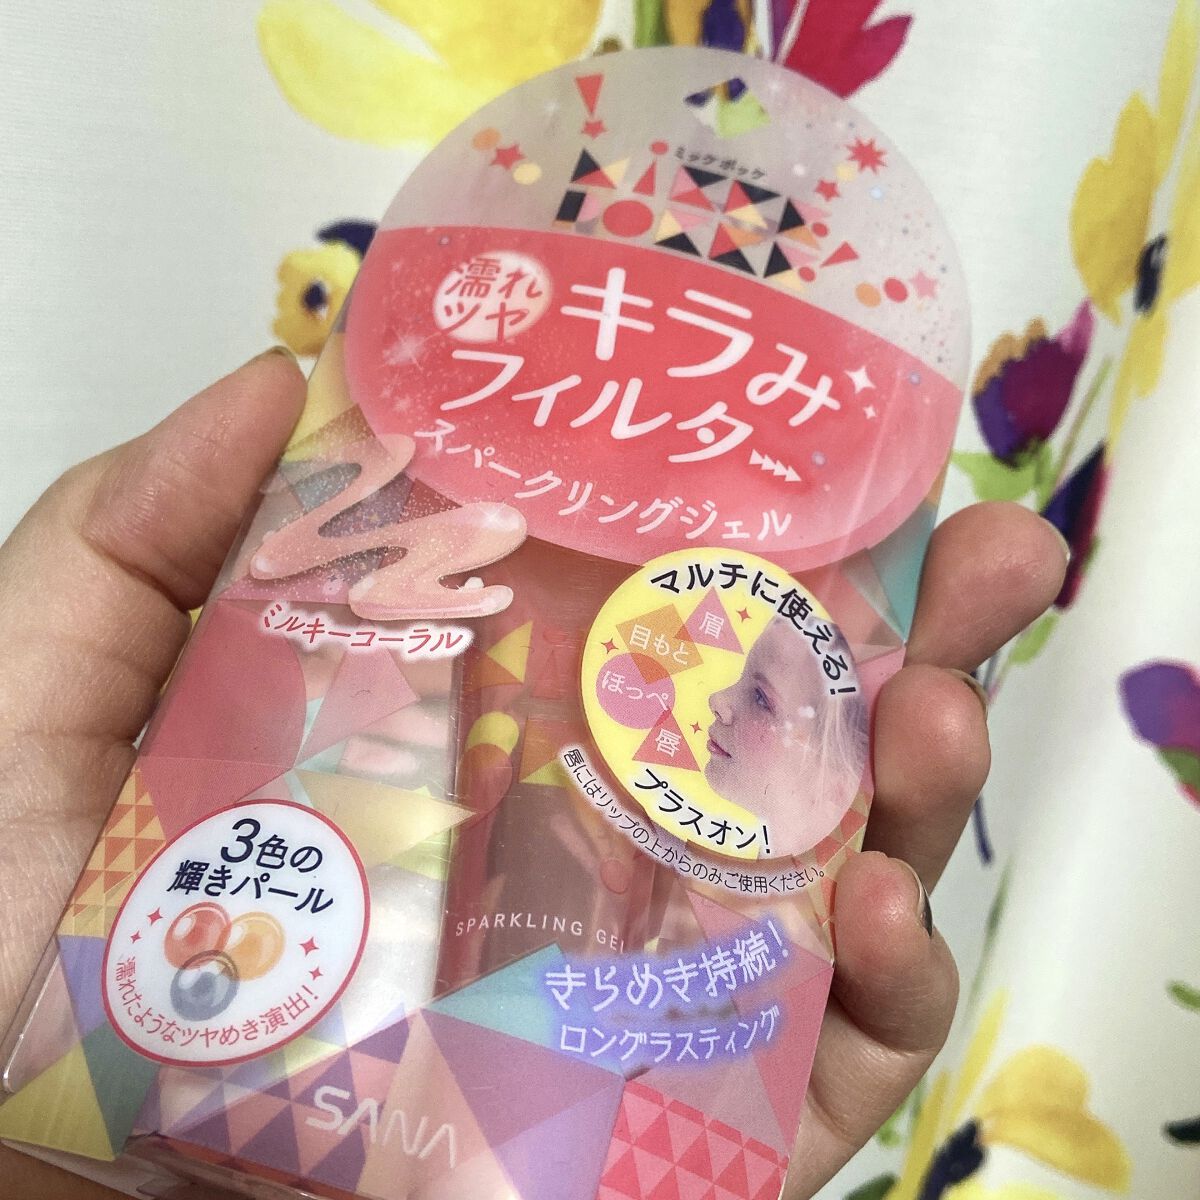 ミッケポッケ
濡れ
ツヤ
キラみ
フィルター
スパークリングジェル
ミルキーコーラル
マルチに使える!
眉
目もと
ほっぺ
唇
プラスオン!
唇にはリップの上からのみご使用ください。
3色の
輝きパール
濡れたようなツヤめき演出!
SPARKLING GEL
きらめき持続!
ロングラスティング
SANA